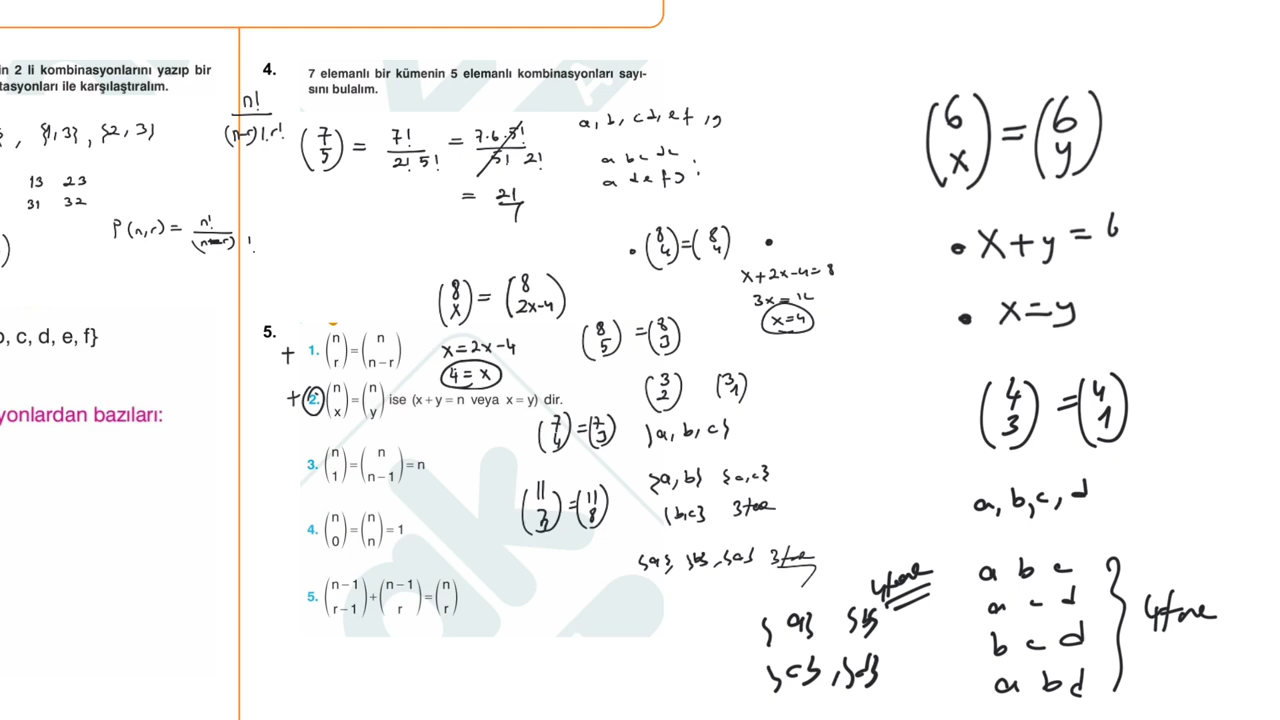 in 2 li kombinasyonlarını yazıp bir
tasyonları ile karşılaştıralım.
, {1,3} , {2,3}
13 23
31 32
P(n,r) = n! / (n-r)!
b, c, d, e, f}
yonlardan bazıları:
4. 7 elemanlı bir kümenin 5 elemanlı kombinasyonları sayı-
sını bulalım.
n! / (n-r)! . r!
(7 5) = 7! / 2! 5! = 7.6.5! / 5! 2!
= 21
a, b, c, d, e, f, g
a b c d e
a d e f g :
. (8 4) = (8 4) .
x+2x-4=8
3x=12
x=4
(8 x) = (8 2x-4)
x=2x-4
4=x
(8 5) = (8 3)
(3 2) (3 1)
5.
+ 1. (n r) = (n n-r)
+ 2. (n x) = (n y) ise (x + y = n veya x = y) dir.
3. (n 1) = (n n-1) = n
4. (n 0) = (n n) = 1
5. (n-1 r-1) + (n-1 r) = (n r)
(7 4) = (7 3)
{a, b, c}
(11 3) = (11 8)
{a, b} {a, c}
{b,c} 3 tane
{a}, {b}, {c} 3 tane
(6 x) = (6 y)
• x+y = 6
• x=y
(4 3) = (4 1)
a, b, c, d
a b c
a c d
b c d
a b d
4 tane
4 tane
{a} {b}
{c}, {d}